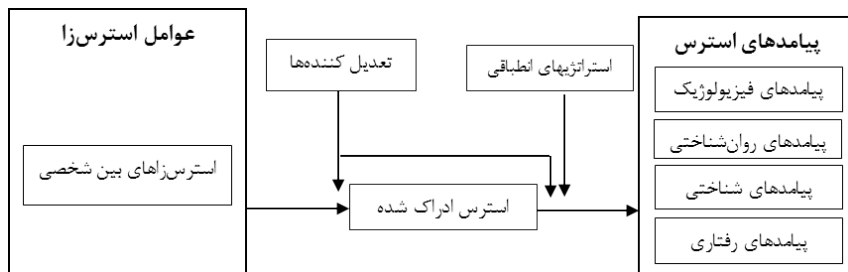 عوامل استرس‌زا
استرس‌زاهای بین شخصی
تعدیل کننده‌ها
استراتژیهای انطباقی
استرس ادراک شده
پیامدهای استرس
پیامدهای فیزیولوژیک
پیامدهای روان‌شناختی
پیامدهای شناختی
پیامدهای رفتاری